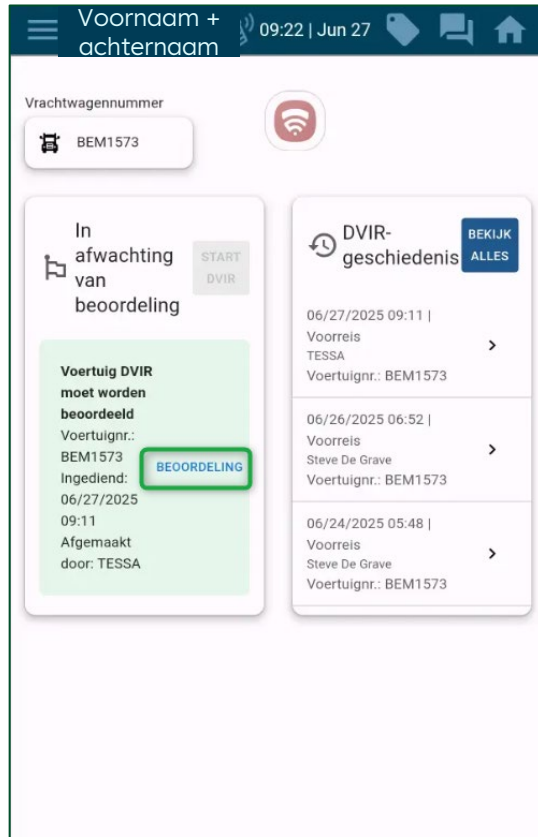 Voornaam +
achternaam
09:22 | Jun 27
Vrachtwagennummer
BEM1573
In
afwachting
van
beoordeling
START
DVIR
Voertuig DVIR
moet worden
beoordeeld
Voertuignr.:
BEM1573
Ingediend:
06/27/2025
09:11
Afgemaakt
door: TESSA
BEOORDELING
DVIR-
geschiedenis
BEKIJK
ALLES
06/27/2025 09:11 |
Voorreis
TESSA
Voertuignr.: BEM1573
06/26/2025 06:52 |
Voorreis
Steve De Grave
Voertuignr.: BEM1573
06/24/2025 05:48 |
Voorreis
Steve De Grave
Voertuignr.: BEM1573